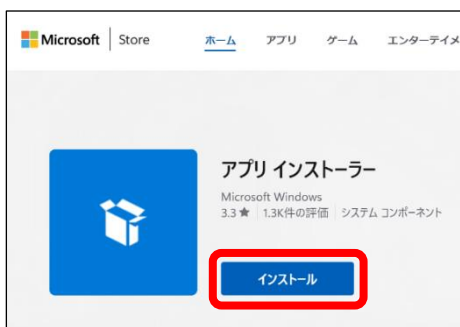 Microsoft Store ホーム アプリ ゲーム エンターテイメ
アプリ インストーラー
Microsoft Windows
3.3★ 1.3K件の評価 システム コンポーネント
インストール